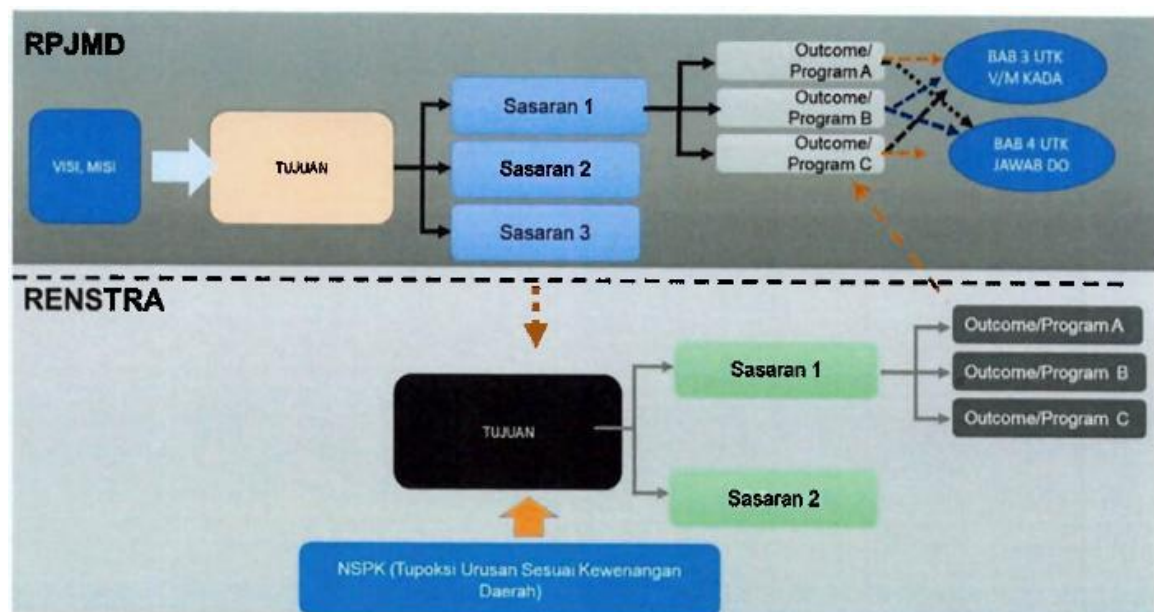 RPJMD
VISI, MISI
TUJUAN
Sasaran 1
Sasaran 2
Sasaran 3
Outcome/
Program A
Outcome/
Program B
Outcome/
Program C
BAB 3 UTK
V/M KADA
BAB 4 UTK
JAWAB DO
RENSTRA
TUJUAN
Sasaran 1
Sasaran 2
Outcome/Program A
Outcome/Program B
Outcome/Program C
NSPK (Tupoksi Urusan Sesuai Kewenangan
Daerah)